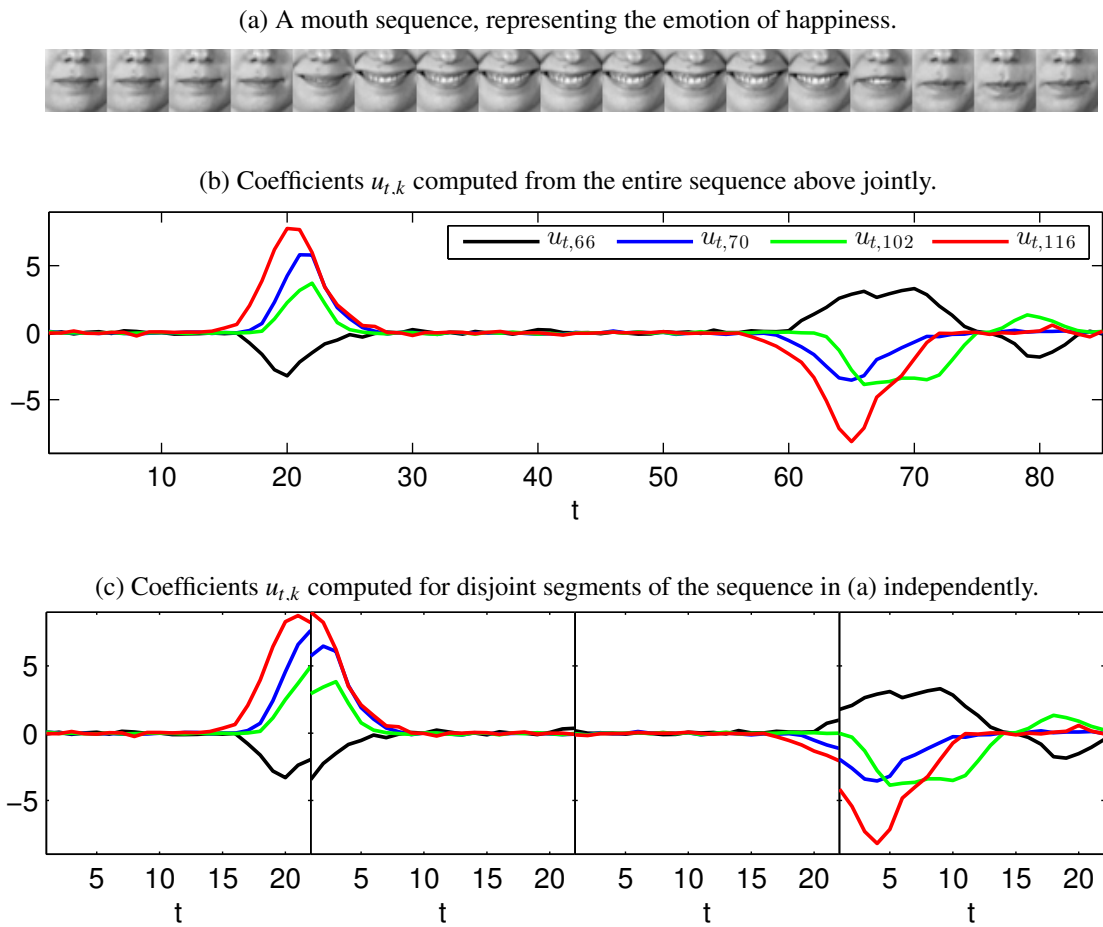 (a) A mouth sequence, representing the emotion of happiness.
(b) Coefficients u_{t,k} computed from the entire sequence above jointly.
u_{t,66} u_{t,70} u_{t,102} u_{t,116}
5
0
−5
10 20 30 40 50 60 70 80
t
(c) Coefficients u_{t,k} computed for disjoint segments of the sequence in (a) independently.
5
0
−5
5 10 15 20 5 10 15 20 5 10 15 20 5 10 15 20
t t t t